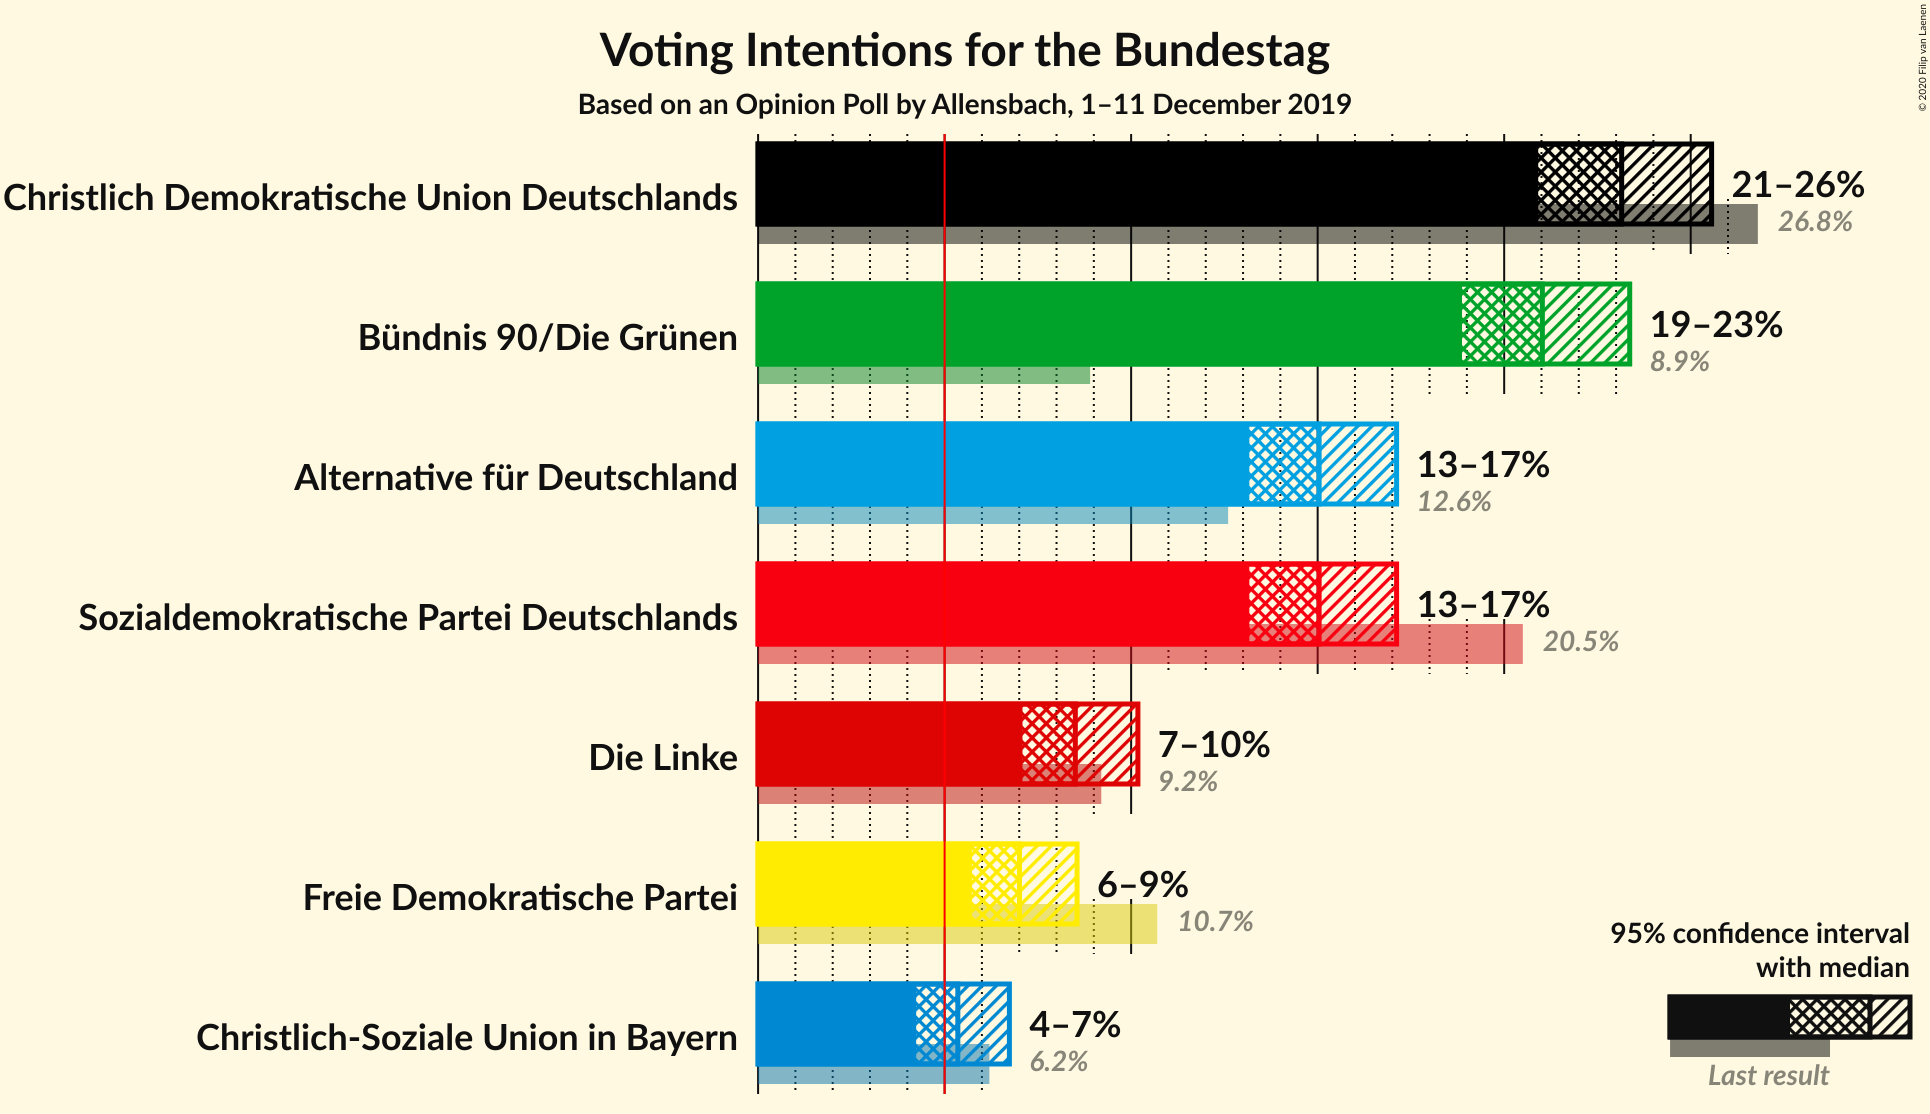 Voting Intentions for the Bundestag
Based on an Opinion Poll by Allensbach, 1–11 December 2019
© 2020 Filip van Laenen
Christlich Demokratische Union Deutschlands
21–26%
26.8%
Bündnis 90/Die Grünen
19–23%
8.9%
Alternative für Deutschland
13–17%
12.6%
Sozialdemokratische Partei Deutschlands
13–17%
20.5%
Die Linke
7–10%
9.2%
Freie Demokratische Partei
6–9%
10.7%
Christlich-Soziale Union in Bayern
4–7%
6.2%
95% confidence interval
with median
Last result